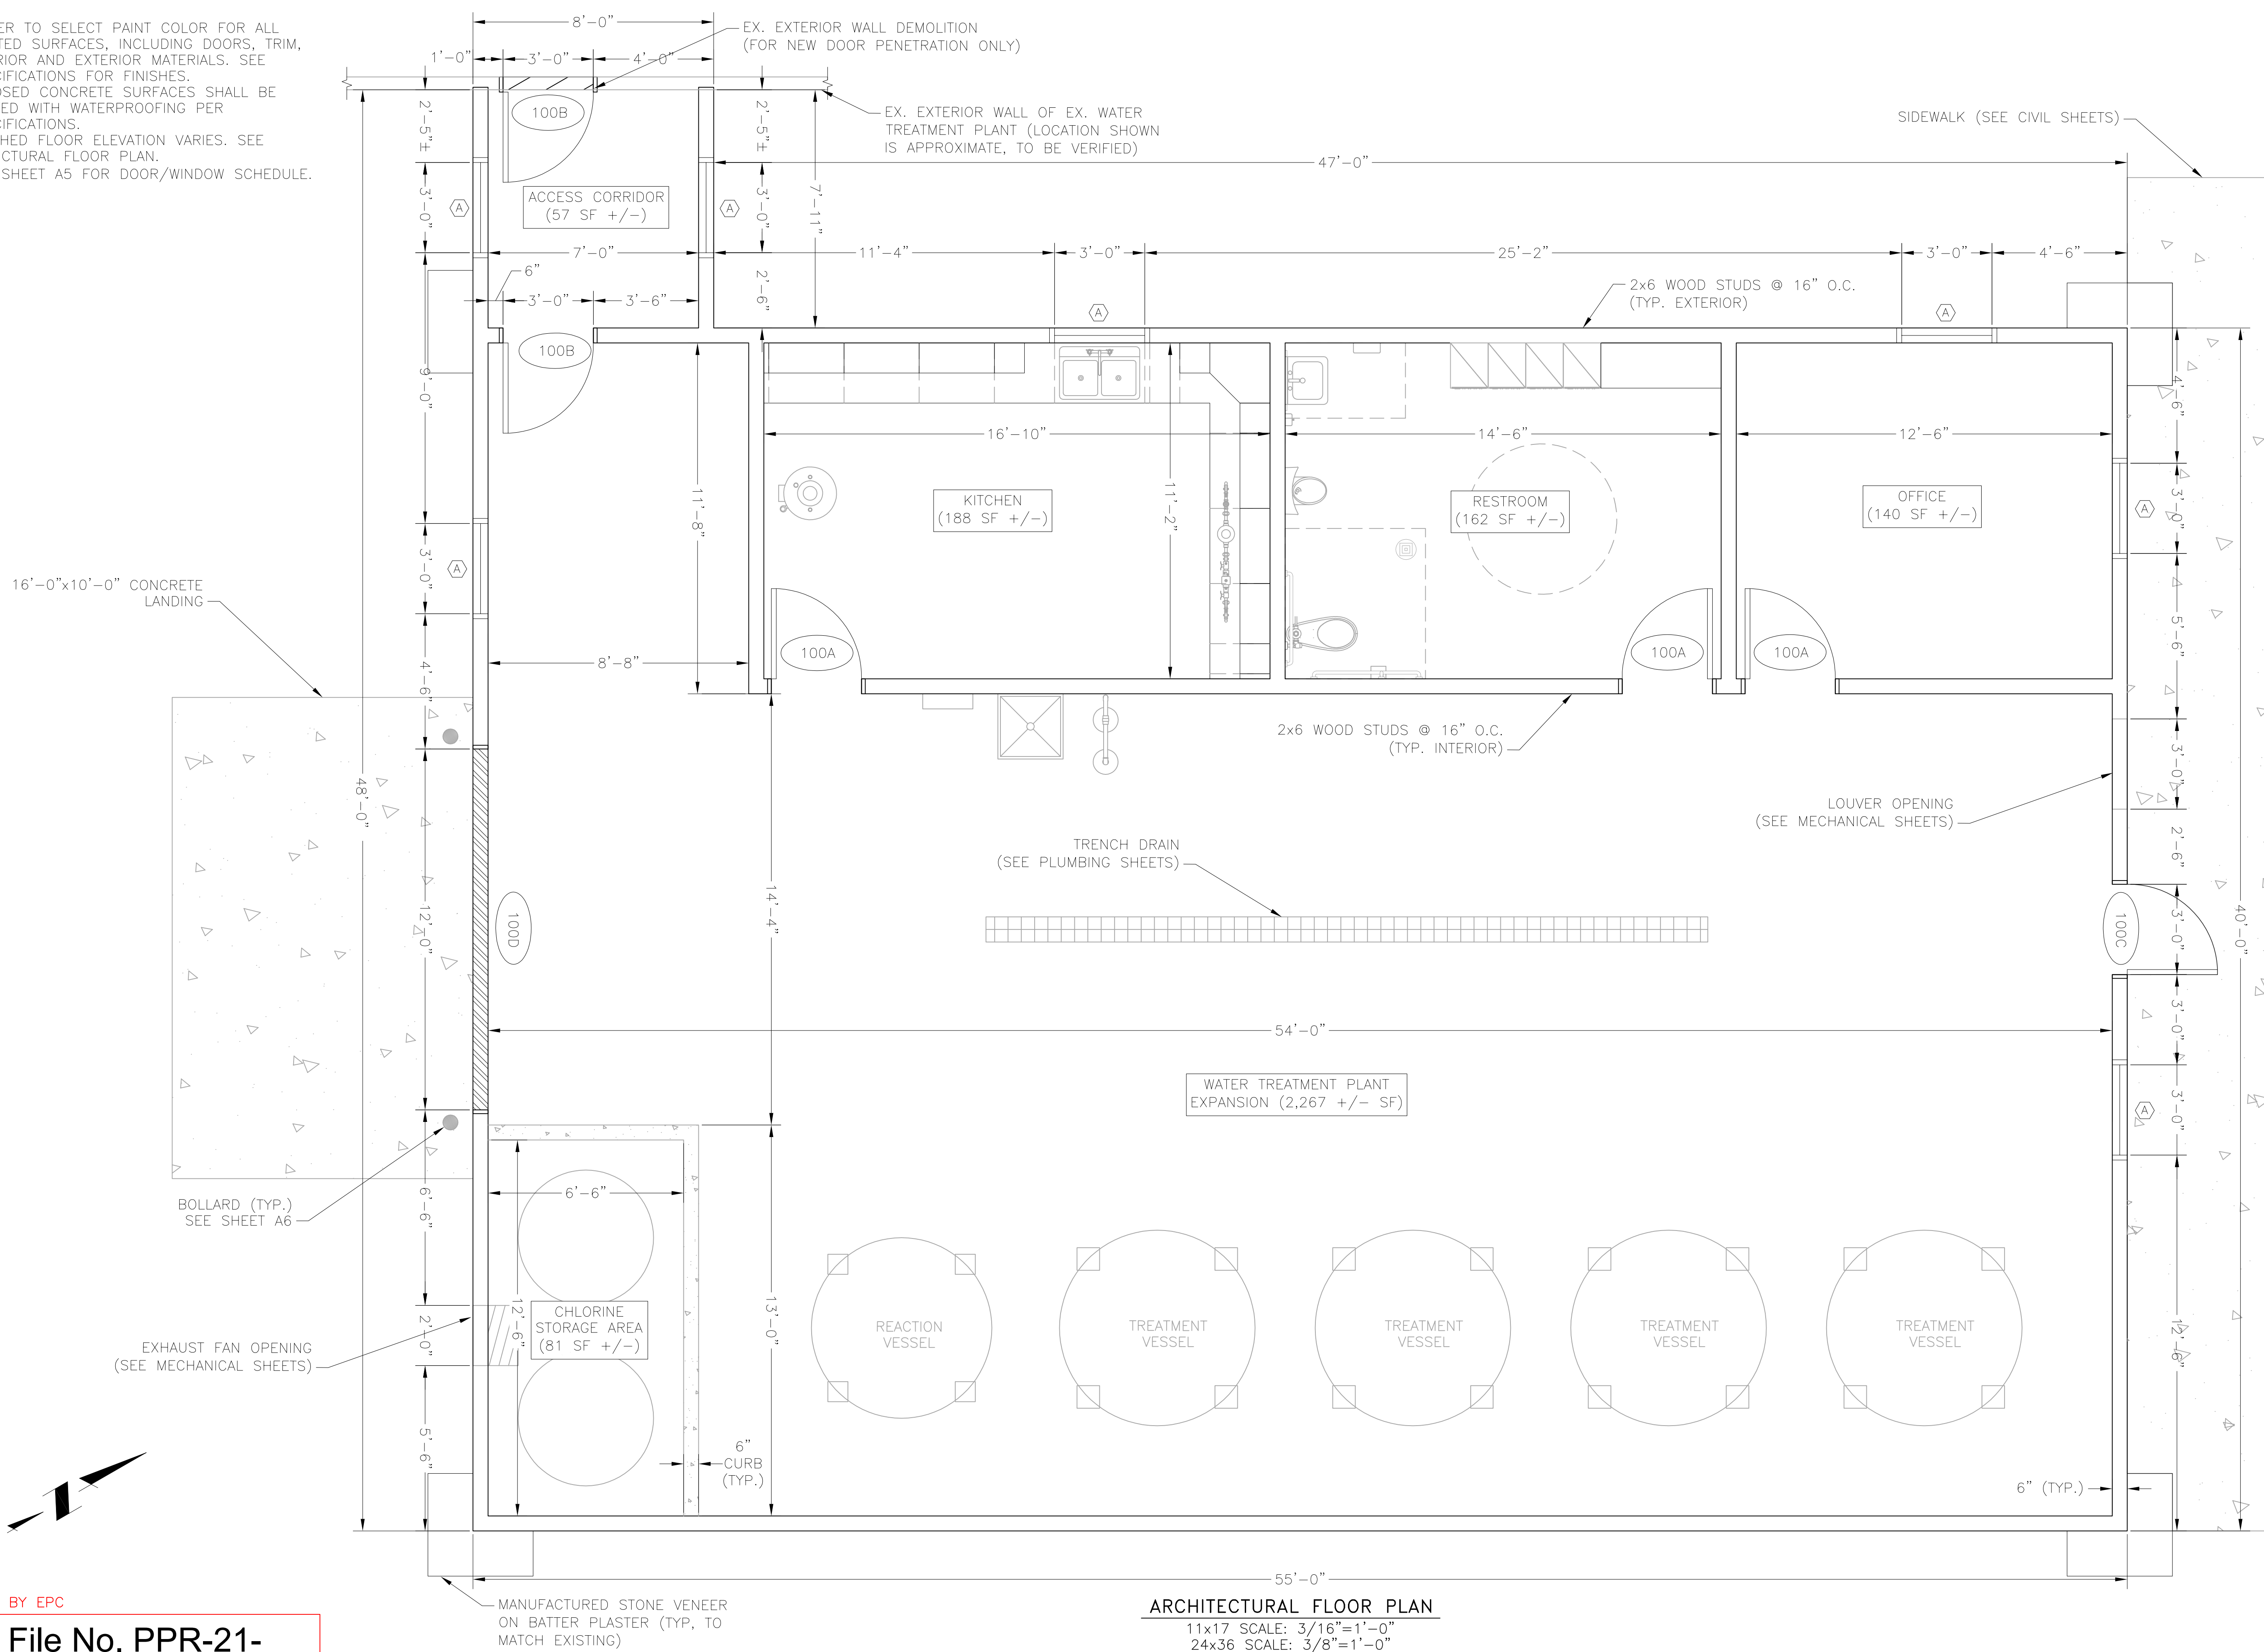 TO SELECT PAINT COLOR FOR ALL
SURFACES, INCLUDING DOORS, TRIM,
AND EXTERIOR MATERIALS. SEE
FOR FINISHES.
CONCRETE SURFACES SHALL BE
WITH WATERPROOFING PER
FLOOR ELEVATION VARIES. SEE
FLOOR PLAN.
SHEET A5 FOR DOOR/WINDOW SCHEDULE.
8'-0"
1'-0"
3'-0"
4'-0"
EX. EXTERIOR WALL DEMOLITION
(FOR NEW DOOR PENETRATION ONLY)
EX. EXTERIOR WALL OF EX. WATER
TREATMENT PLANT (LOCATION SHOWN
IS APPROXIMATE, TO BE VERIFIED)
SIDEWALK (SEE CIVIL SHEETS)
100B
2'-5"±
2'-5"±
47'-0"
3'-0"
A
ACCESS CORRIDOR
(57 SF +/-)
A
3'-0"
7'-11"
7'-0"
11'-4"
3'-0"
25'-2"
3'-0"
4'-6"
6"
3'-0"
3'-6"
2'-6"
2x6 WOOD STUDS @ 16" O.C.
(TYP. EXTERIOR)
A
A
100B
9'-0"
4'-6"
16'-10"
14'-6"
12'-6"
11'-8"
KITCHEN
(188 SF +/-)
11'-2"
RESTROOM
(162 SF +/-)
OFFICE
(140 SF +/-)
A
3'-0"
3'-0"
A
16'-0"x10'-0" CONCRETE
LANDING
5'-6"
8'-8"
4'-6"
100A
100A
100A
2x6 WOOD STUDS @ 16" O.C.
(TYP. INTERIOR)
3'-0"
48'-0"
LOUVER OPENING
(SEE MECHANICAL SHEETS)
TRENCH DRAIN
(SEE PLUMBING SHEETS)
2'-6"
14'-4"
12'-0"
100D
100C
3'-0"
40'-0"
54'-0"
3'-0"
WATER TREATMENT PLANT
EXPANSION (2,267 +/- SF)
3'-0"
A
BOLLARD (TYP.)
SEE SHEET A6
6'-6"
6'-6"
12'-6"
CHLORINE
STORAGE AREA
(81 SF +/-)
13'-0"
REACTION
VESSEL
TREATMENT
VESSEL
TREATMENT
VESSEL
TREATMENT
VESSEL
TREATMENT
VESSEL
12'-6"
2'-0"
EXHAUST FAN OPENING
(SEE MECHANICAL SHEETS)
5'-6"
6"
CURB
(TYP.)
6" (TYP.)
55'-0"
MANUFACTURED STONE VENEER
ON BATTER PLASTER (TYP, TO
MATCH EXISTING)
ARCHITECTURAL FLOOR PLAN
11x17 SCALE: 3/16"=1'-0"
24x36 SCALE: 3/8"=1'-0"
BY EPC
File No. PPR-21-